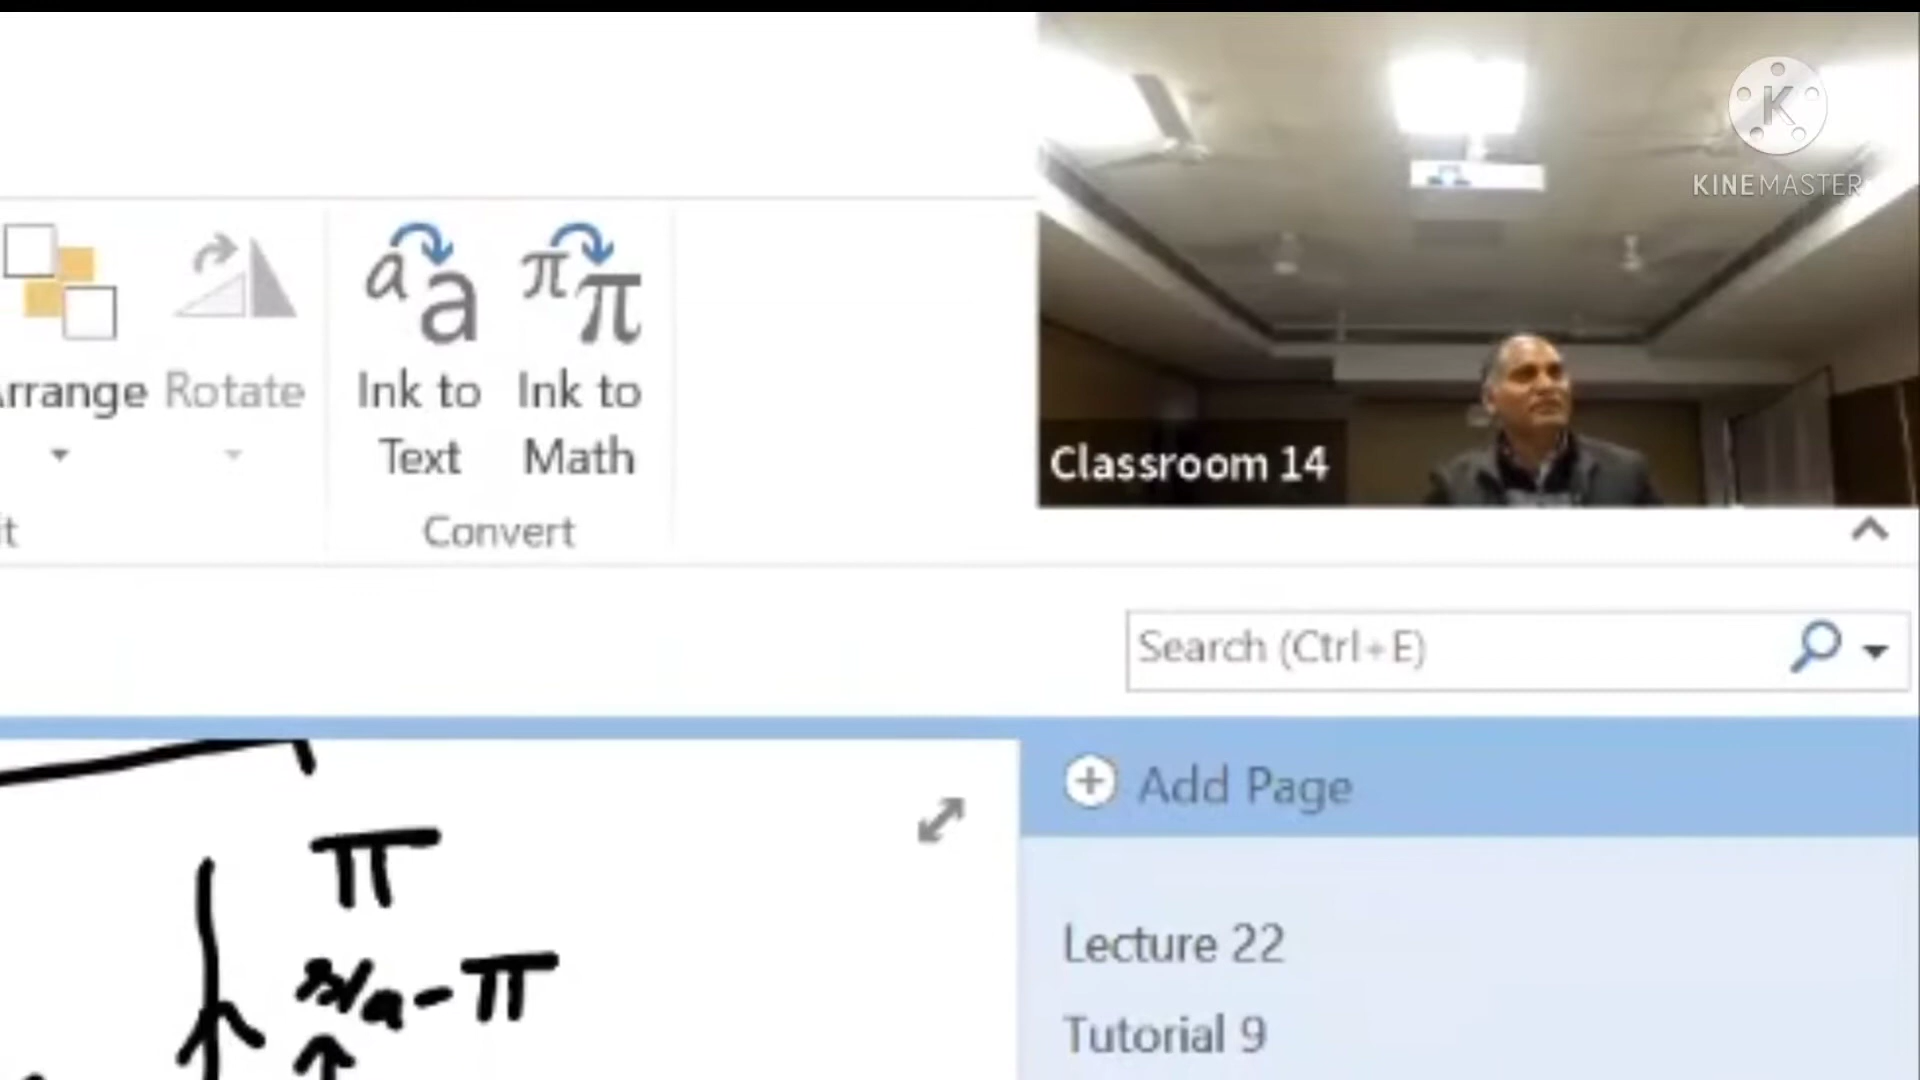 KINEMASTER
rrange
Rotate
Ink to
Text
Ink to
Math
Convert
Classroom 14
Search (Ctrl+E)
Add Page
π
/a - π
Lecture 22
Tutorial 9